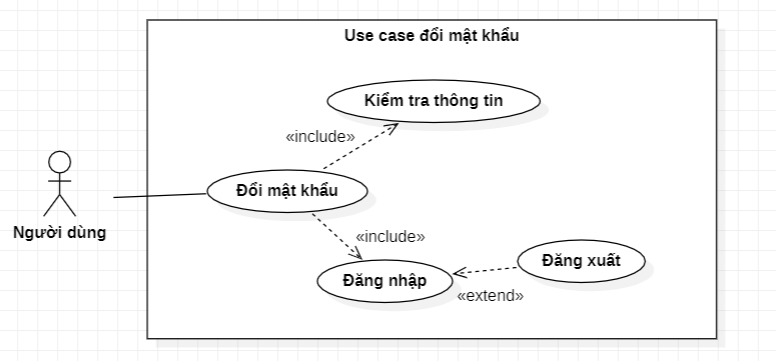 Use case đổi mật khẩu
Kiểm tra thông tin
«include»
Đổi mật khẩu
Người dùng
«include»
Đăng xuất
Đăng nhập
«extend»